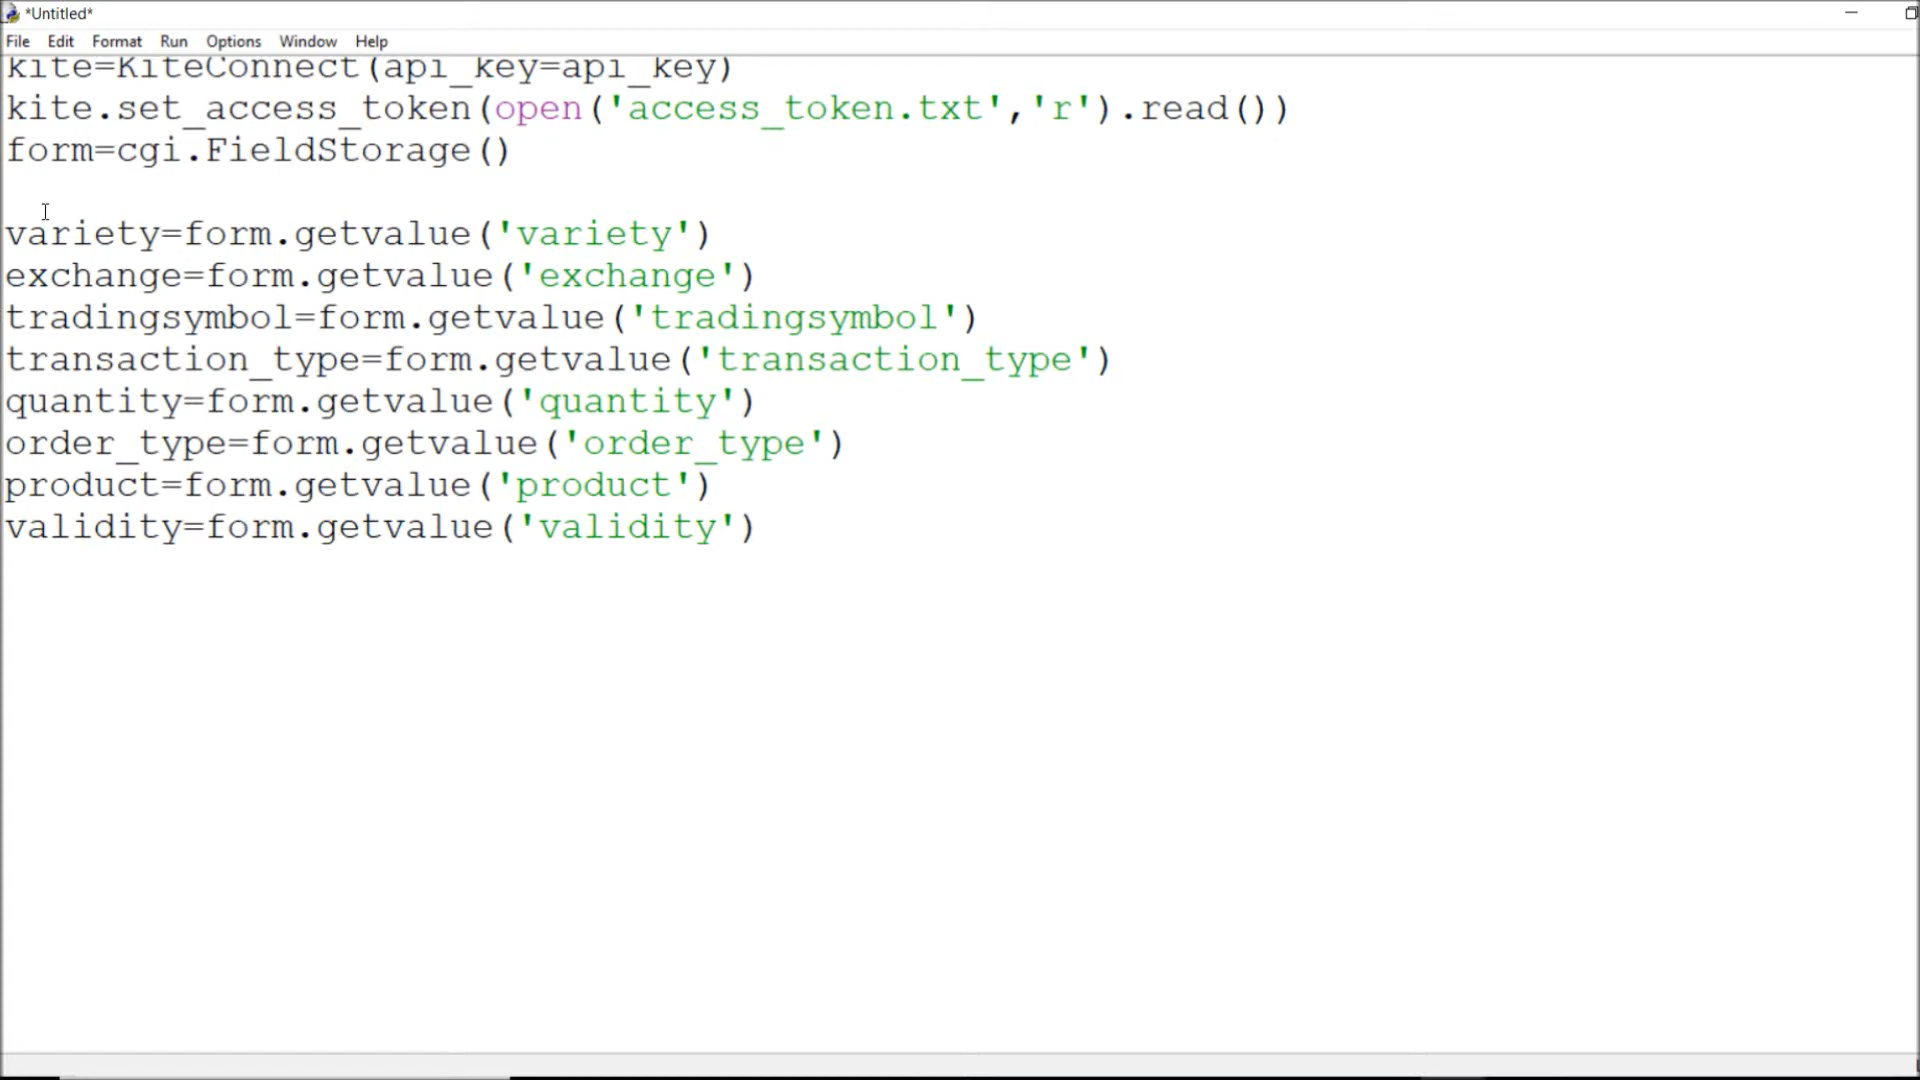 *Untitled*
File Edit Format Run Options Window Help
kite=KiteConnect(api_key=api_key)
kite.set_access_token(open('access_token.txt','r').read())
form=cgi.FieldStorage()
variety=form.getvalue('variety')
exchange=form.getvalue('exchange')
tradingsymbol=form.getvalue('tradingsymbol')
transaction_type=form.getvalue('transaction_type')
quantity=form.getvalue('quantity')
order_type=form.getvalue('order_type')
product=form.getvalue('product')
validity=form.getvalue('validity')